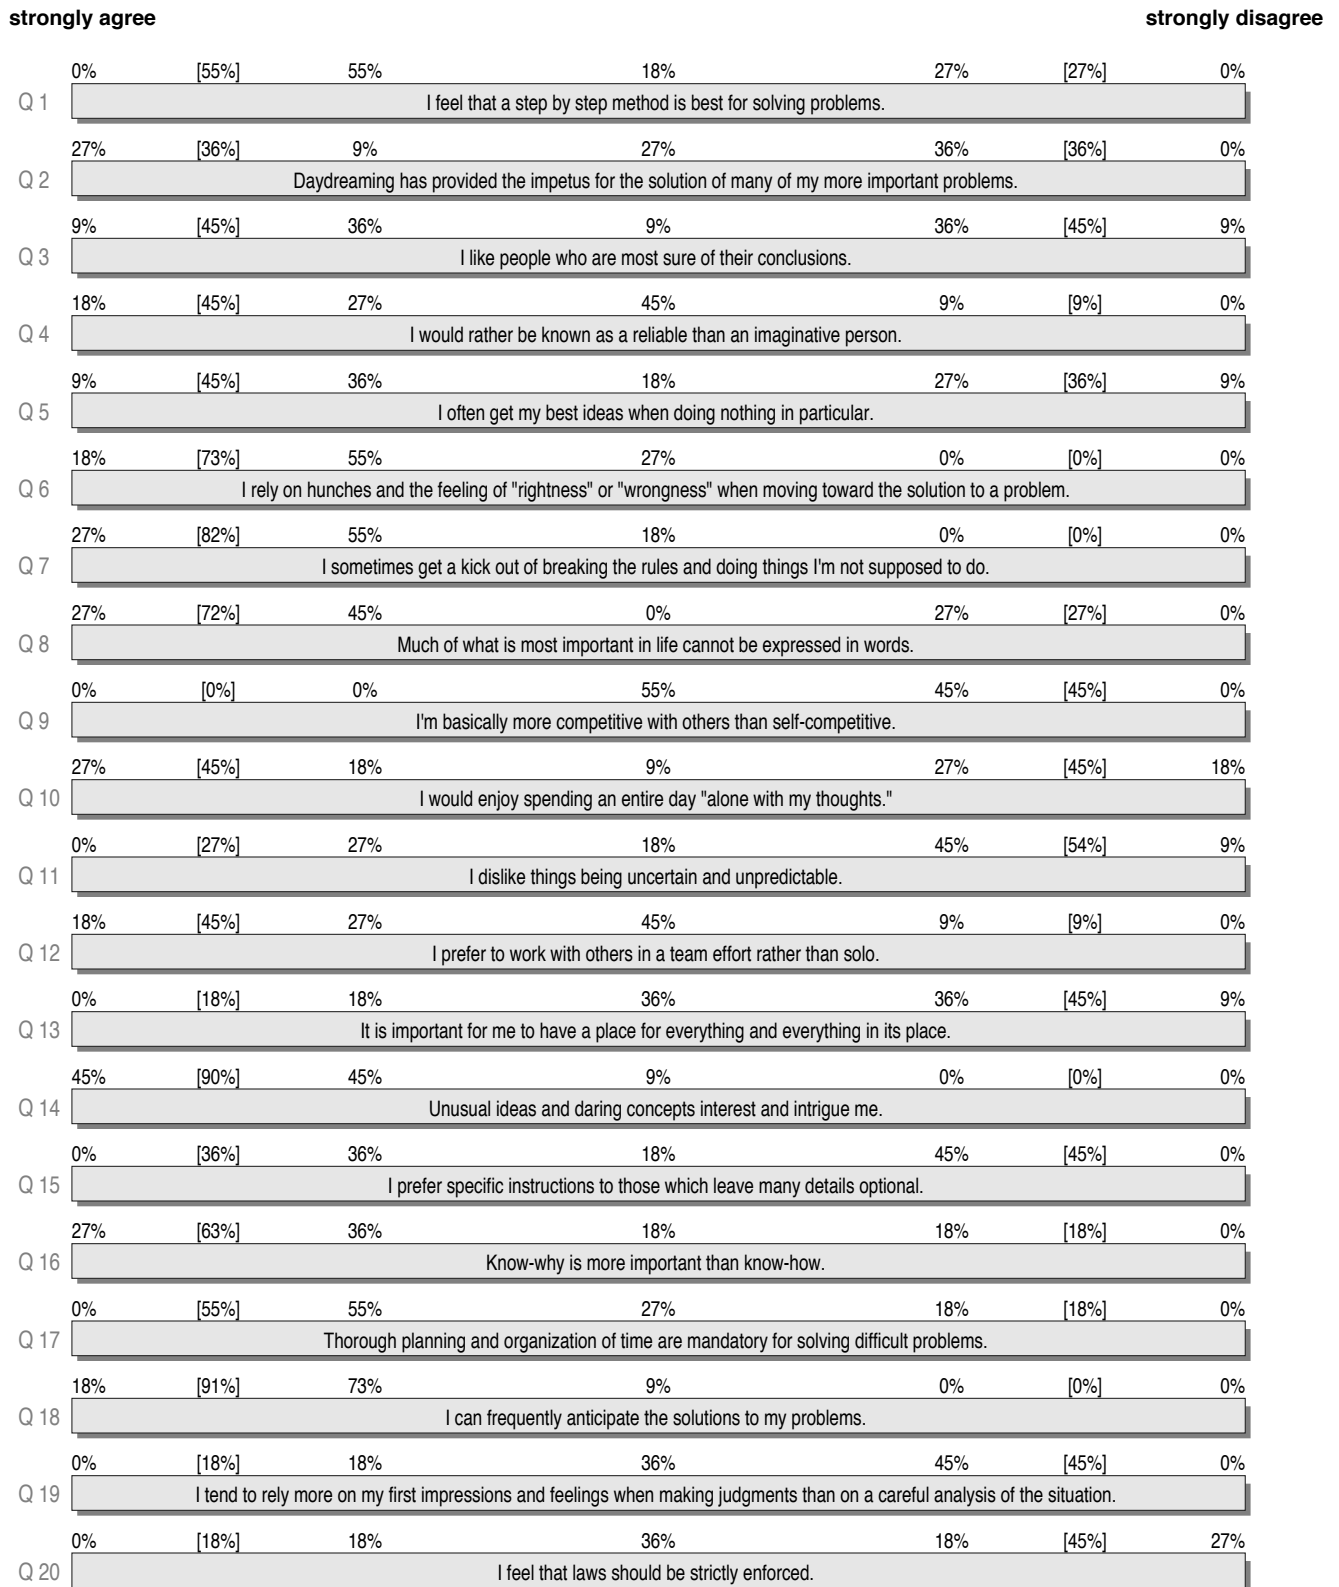 strongly agree strongly disagree
0% [55%] 55% 18% 27% [27%] 0%
Q 1 I feel that a step by step method is best for solving problems.
27% [36%] 9% 27% 36% [36%] 0%
Q 2 Daydreaming has provided the impetus for the solution of many of my more important problems.
9% [45%] 36% 9% 36% [45%] 9%
Q 3 I like people who are most sure of their conclusions.
18% [45%] 27% 45% 9% [9%] 0%
Q 4 I would rather be known as a reliable than an imaginative person.
9% [45%] 36% 18% 27% [36%] 9%
Q 5 I often get my best ideas when doing nothing in particular.
18% [73%] 55% 27% 0% [0%] 0%
Q 6 I rely on hunches and the feeling of "rightness" or "wrongness" when moving toward the solution to a problem.
27% [82%] 55% 18% 0% [0%] 0%
Q 7 I sometimes get a kick out of breaking the rules and doing things I'm not supposed to do.
27% [72%] 45% 0% 27% [27%] 0%
Q 8 Much of what is most important in life cannot be expressed in words.
0% [0%] 0% 55% 45% [45%] 0%
Q 9 I'm basically more competitive with others than self-competitive.
27% [45%] 18% 9% 27% [45%] 18%
Q 10 I would enjoy spending an entire day "alone with my thoughts."
0% [27%] 27% 18% 45% [54%] 9%
Q 11 I dislike things being uncertain and unpredictable.
18% [45%] 27% 45% 9% [9%] 0%
Q 12 I prefer to work with others in a team effort rather than solo.
0% [18%] 18% 36% 36% [45%] 9%
Q 13 It is important for me to have a place for everything and everything in its place.
45% [90%] 45% 9% 0% [0%] 0%
Q 14 Unusual ideas and daring concepts interest and intrigue me.
0% [36%] 36% 18% 45% [45%] 0%
Q 15 I prefer specific instructions to those which leave many details optional.
27% [63%] 36% 18% 18% [18%] 0%
Q 16 Know-why is more important than know-how.
0% [55%] 55% 27% 18% [18%] 0%
Q 17 Thorough planning and organization of time are mandatory for solving difficult problems.
18% [91%] 73% 9% 0% [0%] 0%
Q 18 I can frequently anticipate the solutions to my problems.
0% [18%] 18% 36% 45% [45%] 0%
Q 19 I tend to rely more on my first impressions and feelings when making judgments than on a careful analysis of the situation.
0% [18%] 18% 36% 18% [45%] 27%
Q 20 I feel that laws should be strictly enforced.